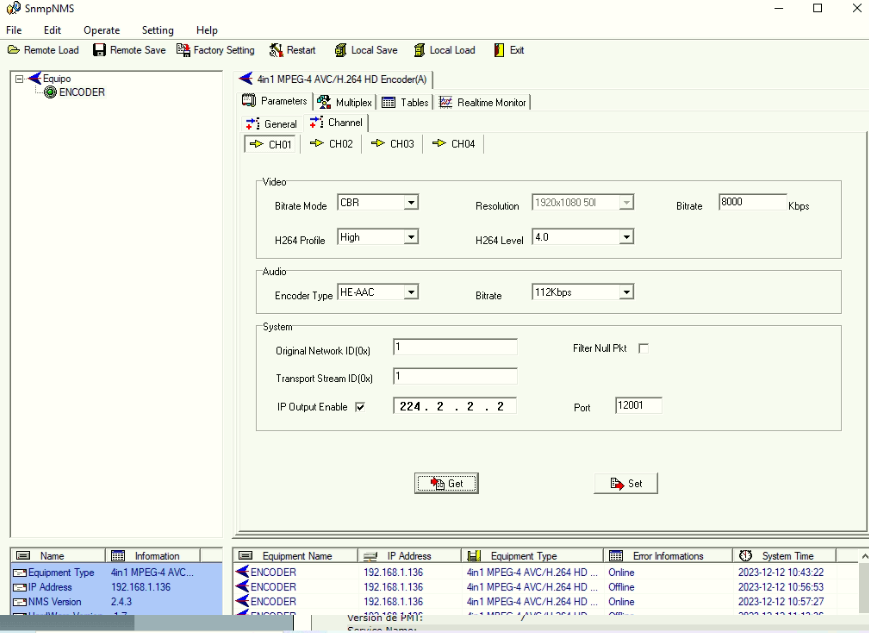 SnmpNMS
File Edit Operate Setting Help
Remote Load Remote Save Factory Setting Restart Local Save Local Load Exit
Equipo
ENCODER
4in1 MPEG-4 AVC/H.264 HD Encoder(A)
Parameters Multiplex Tables Realtime Monitor
General Channel
CH01 CH02 CH03 CH04
Video
Bitrate Mode CBR Resolution 1920x1080 50I Bitrate 8000 Kbps
H264 Profile High H264 Level 4.0
Audio
Encoder Type HE-AAC Bitrate 112Kbps
System
Original Network ID(0x) 1 Filter Null Pkt
Transport Stream ID(0x) 1
IP Output Enable 224 . 2 . 2 . 2 Port 12001
Get Set
Name Information
Equipment Type 4in1 MPEG-4 AVC...
IP Address 192.168.1.136
NMS Version 2.4.3
Equipment Name IP Address Equipment Type Error Informations System Time
ENCODER 192.168.1.136 4in1 MPEG-4 AVC/H.264 HD ... Online 2023-12-12 10:43:22
ENCODER 192.168.1.136 4in1 MPEG-4 AVC/H.264 HD ... Offline 2023-12-12 10:56:53
ENCODER 192.168.1.136 4in1 MPEG-4 AVC/H.264 HD ... Online 2023-12-12 10:57:27
Versión de PMT:
Service Name: